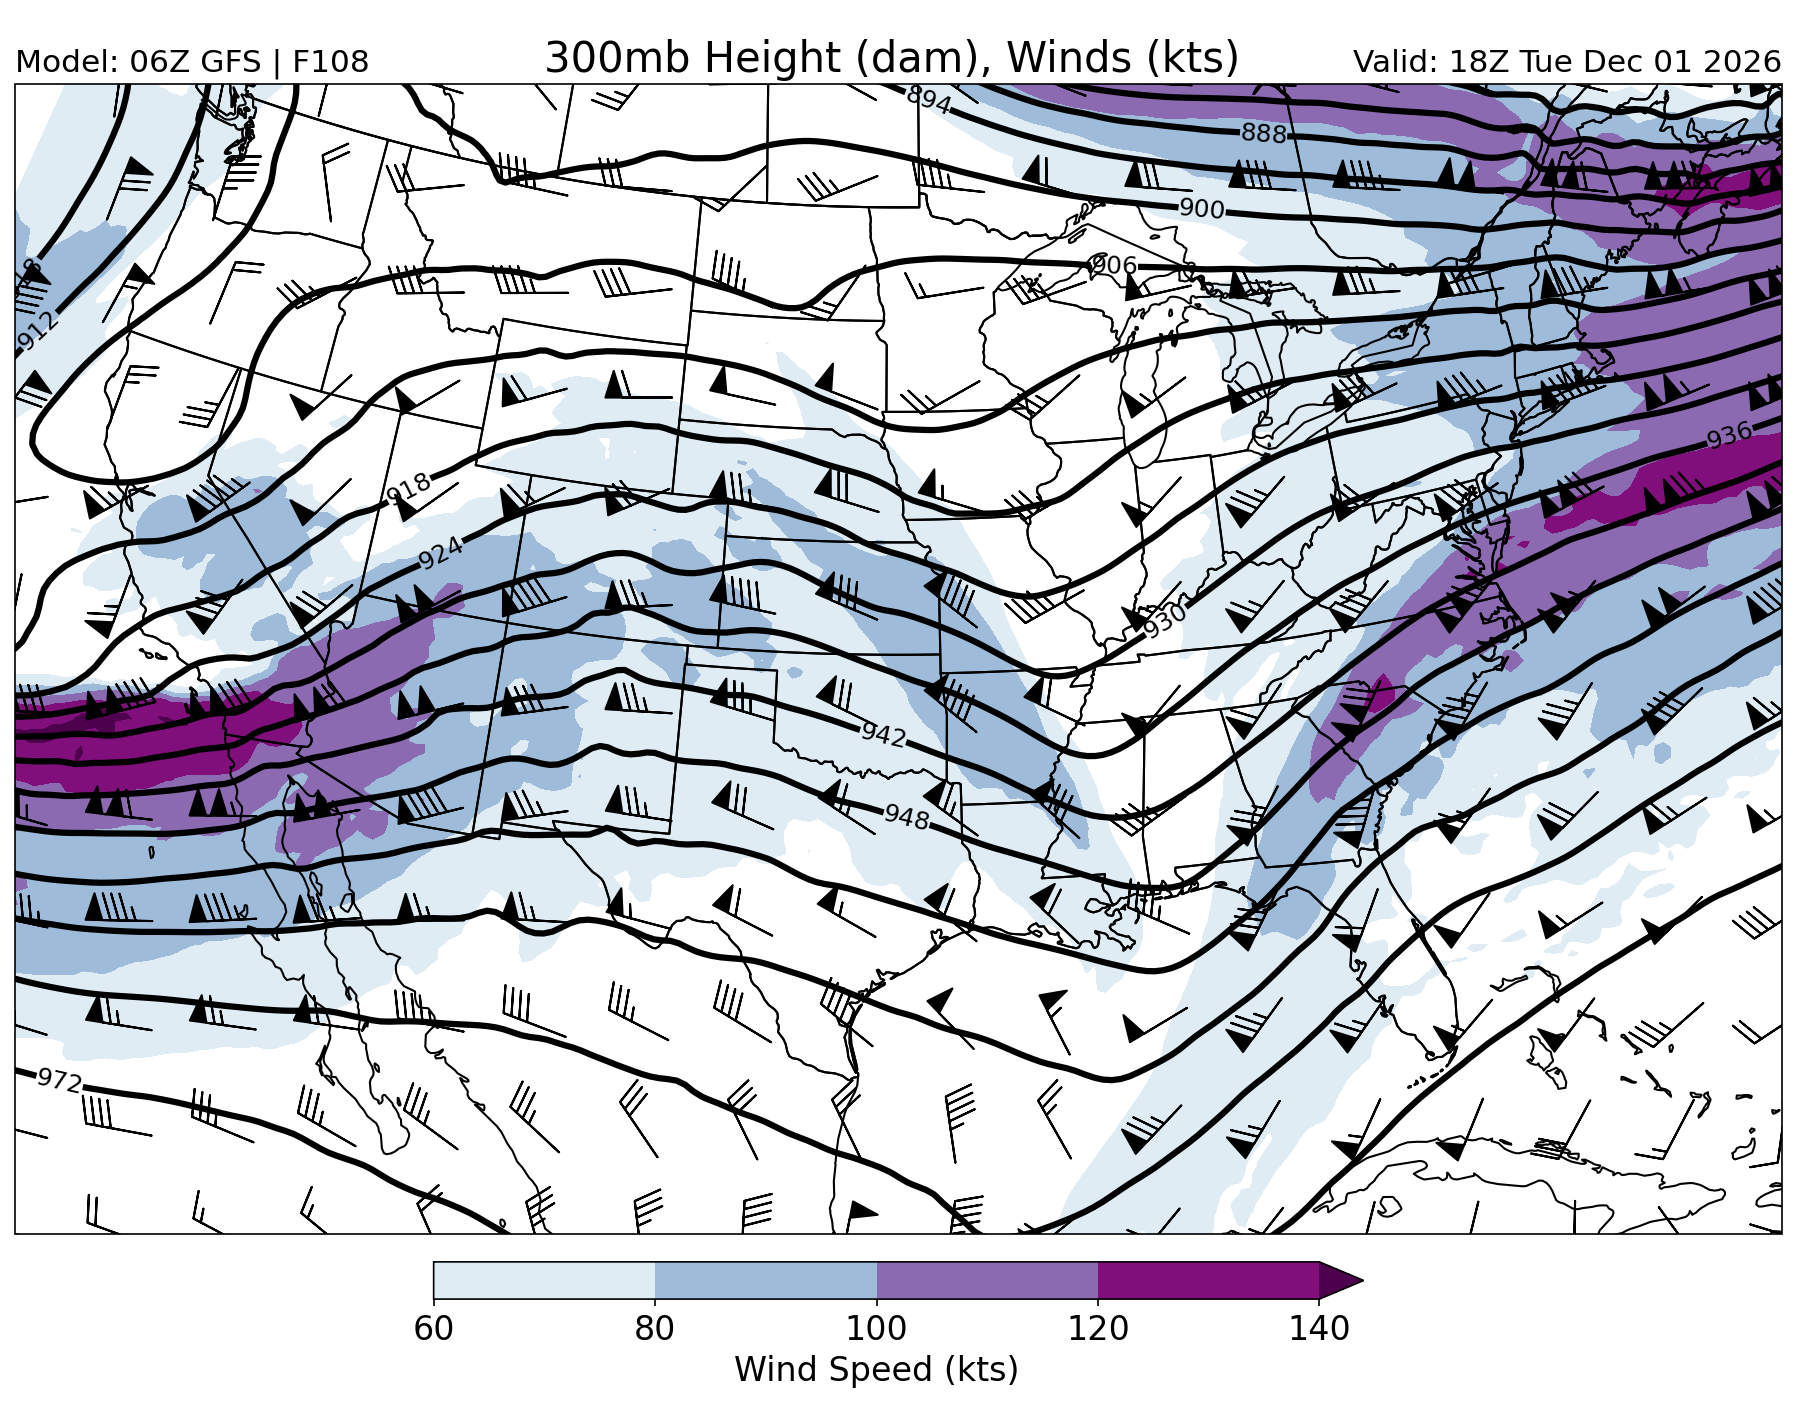 Model: 06Z GFS | F108
300mb Height (dam), Winds (kts)
Valid: 18Z Tue Dec 01 2026
894
888
900
906
912
918
924
930
936
942
948
972
60 80 100 120 140
Wind Speed (kts)